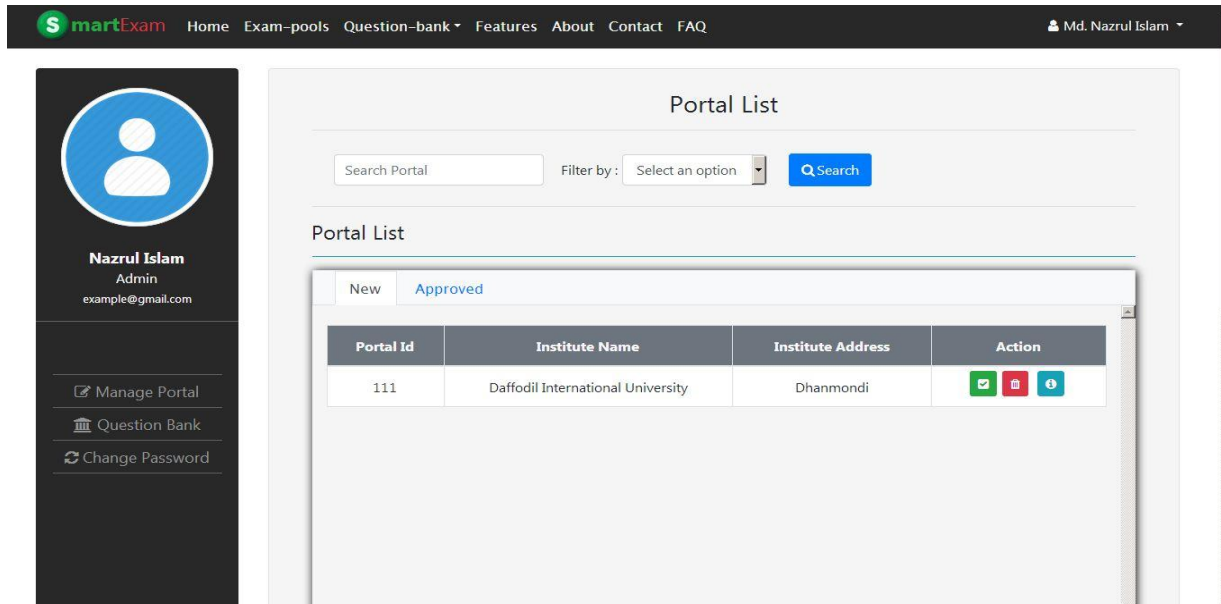 SmartExam Home Exam-pools Question-bank Features About Contact FAQ Md. Nazrul Islam
Nazrul Islam
Admin
example@gmail.com
Manage Portal
Question Bank
Change Password
Portal List
Search Portal Filter by : Select an option Search
Portal List
New Approved
Portal Id Institute Name Institute Address Action
111 Daffodil International University Dhanmondi